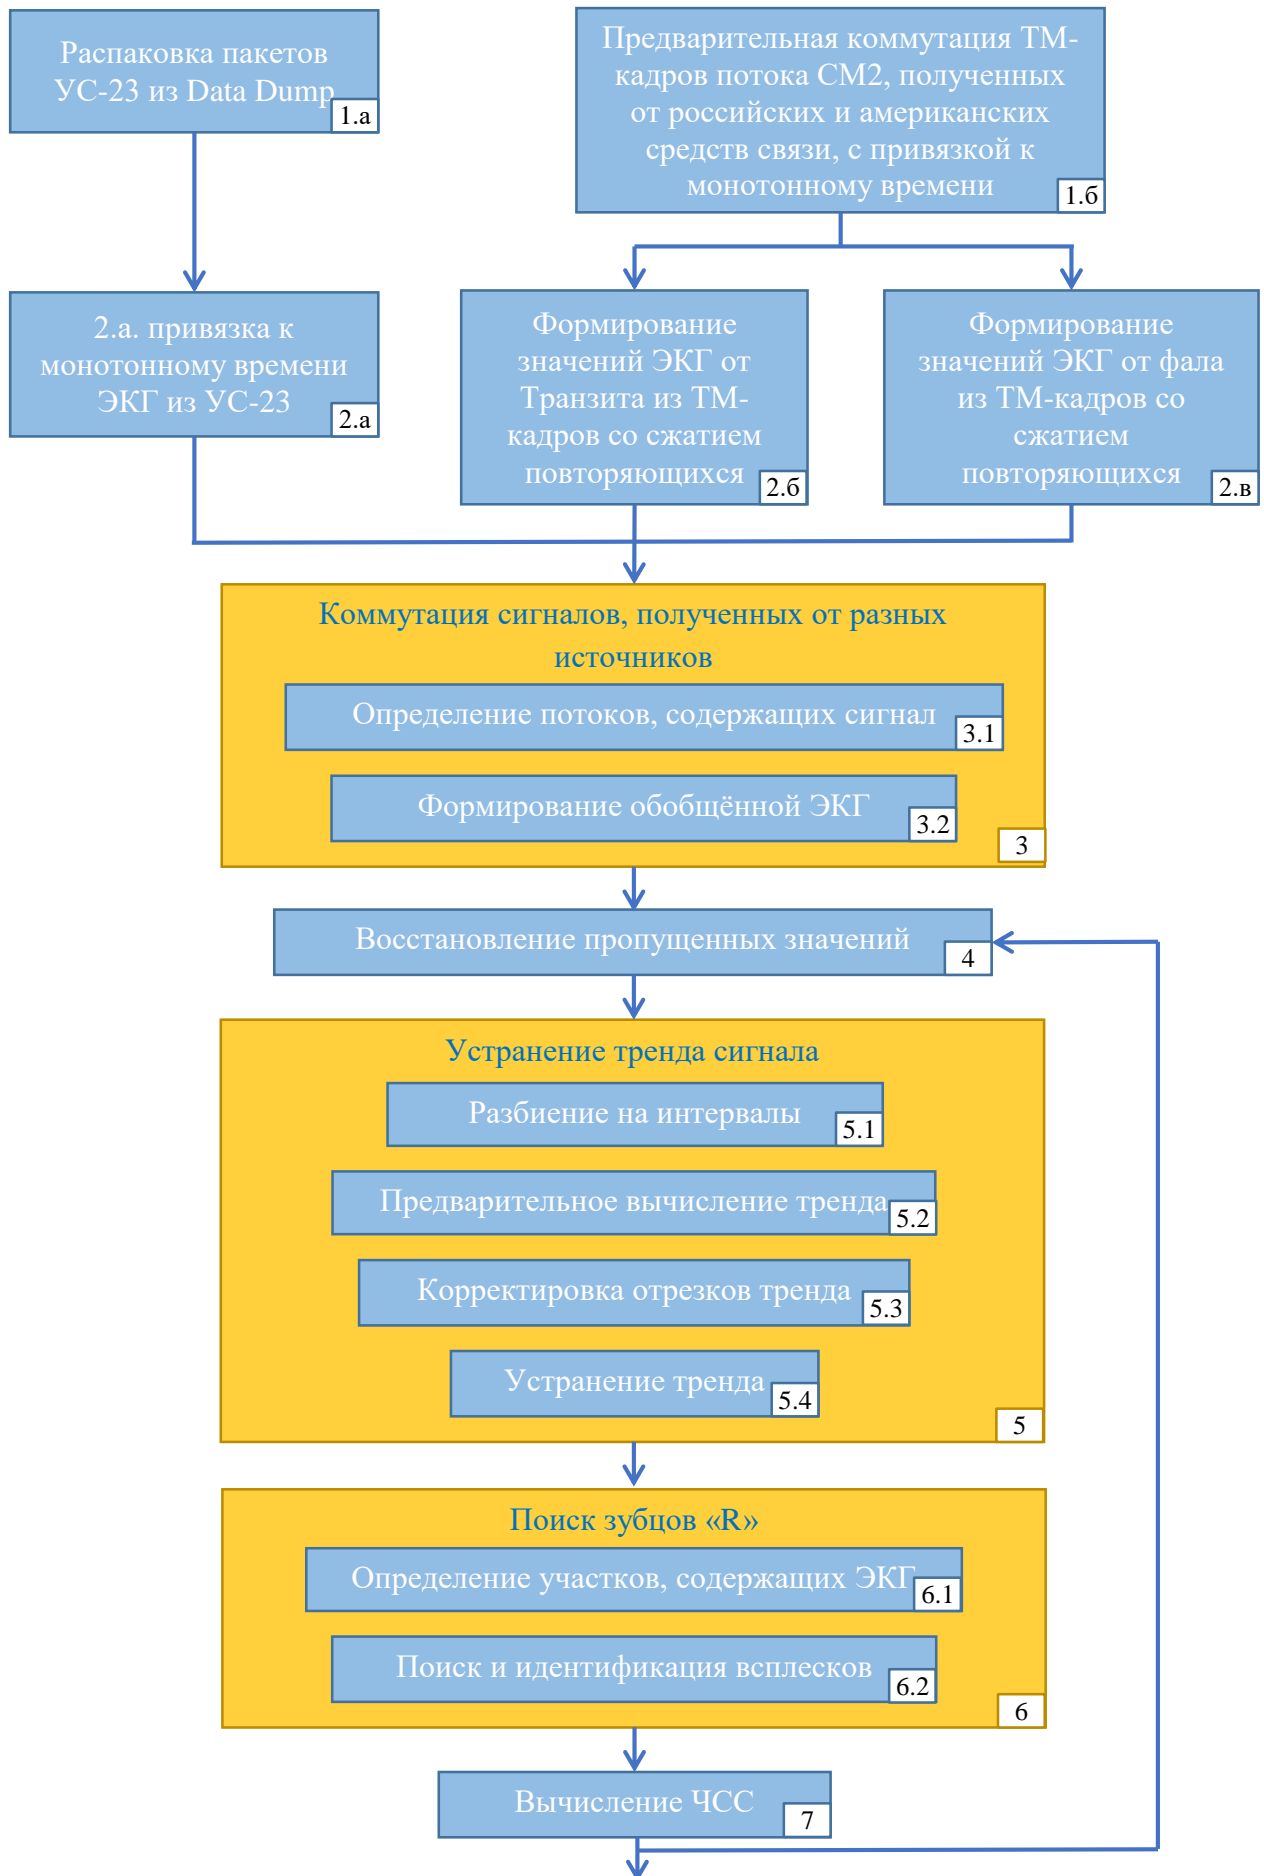 Распаковка пакетов
УС-23 из Data Dump
1.а
Предварительная коммутация ТМ-
кадров потока СМ2, полученных
от российских и американских
средств связи, с привязкой к
монотонному времени
1.б
2.а. привязка к
монотонному времени
ЭКГ из УС-23
2.а
Формирование
значений ЭКГ от
Транзита из ТМ-
кадров со сжатием
повторяющихся
2.б
Формирование
значений ЭКГ от фала
из ТМ-кадров со
сжатием
повторяющихся
2.в
Коммутация сигналов, полученных от разных
источников
Определение потоков, содержащих сигнал
3.1
Формирование обобщённой ЭКГ
3.2
3
Восстановление пропущенных значений
4
Устранение тренда сигнала
Разбиение на интервалы
5.1
Предварительное вычисление тренда
5.2
Корректировка отрезков тренда
5.3
Устранение тренда
5.4
5
Поиск зубцов «R»
Определение участков, содержащих ЭКГ
6.1
Поиск и идентификация всплесков
6.2
6
Вычисление ЧСС
7